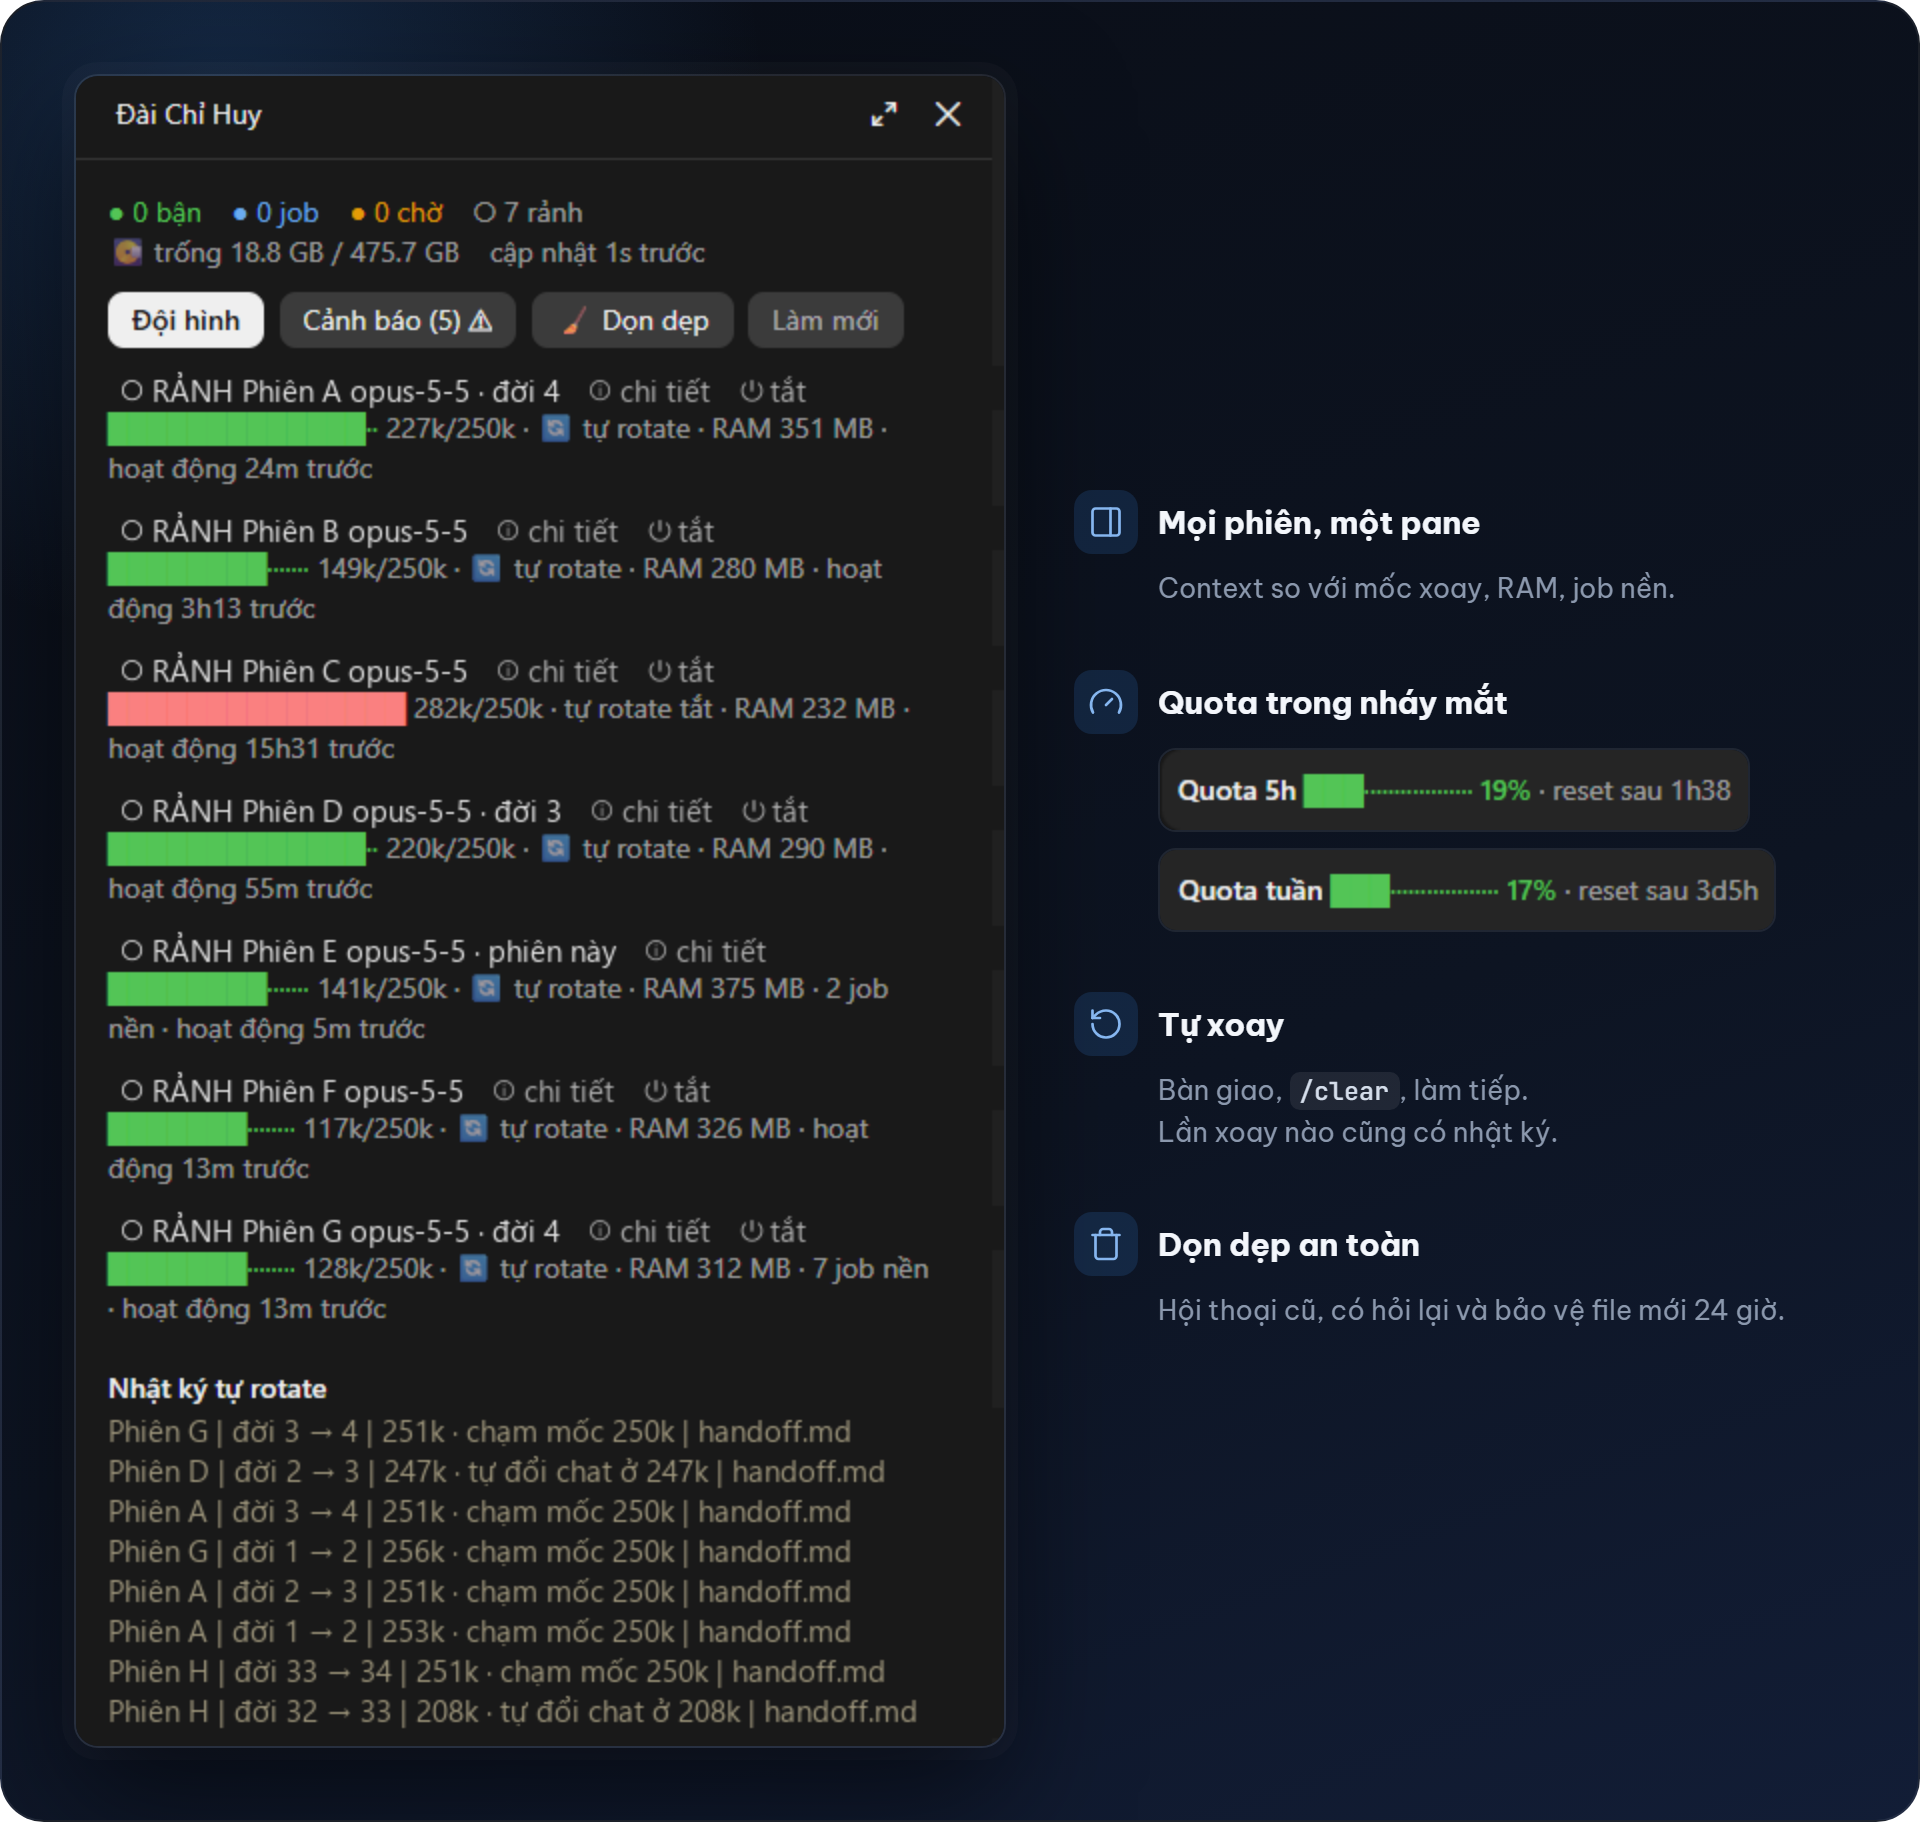 Đài Chỉ Huy
0 bận 0 job 0 chờ 7 rảnh
trống 18.8 GB / 475.7 GB cập nhật 1s trước
Đội hình Cảnh báo (5) ⚠ Dọn dẹp Làm mới
RẢNH Phiên A opus-5-5 · đời 4 chi tiết tắt
227k/250k · tự rotate · RAM 351 MB ·
hoạt động 24m trước
RẢNH Phiên B opus-5-5 chi tiết tắt
149k/250k · tự rotate · RAM 280 MB · hoạt
động 3h13 trước
RẢNH Phiên C opus-5-5 chi tiết tắt
282k/250k · tự rotate tắt · RAM 232 MB ·
hoạt động 15h31 trước
RẢNH Phiên D opus-5-5 · đời 3 chi tiết tắt
220k/250k · tự rotate · RAM 290 MB ·
hoạt động 55m trước
RẢNH Phiên E opus-5-5 · phiên này chi tiết
141k/250k · tự rotate · RAM 375 MB · 2 job
nền · hoạt động 5m trước
RẢNH Phiên F opus-5-5 chi tiết tắt
117k/250k · tự rotate · RAM 326 MB · hoạt
động 13m trước
RẢNH Phiên G opus-5-5 · đời 4 chi tiết tắt
128k/250k · tự rotate · RAM 312 MB · 7 job nền
· hoạt động 13m trước
Nhật ký tự rotate
Phiên G | đời 3 → 4 | 251k · chạm mốc 250k | handoff.md
Phiên D | đời 2 → 3 | 247k · tự đổi chat ở 247k | handoff.md
Phiên A | đời 3 → 4 | 251k · chạm mốc 250k | handoff.md
Phiên G | đời 1 → 2 | 256k · chạm mốc 250k | handoff.md
Phiên A | đời 2 → 3 | 251k · chạm mốc 250k | handoff.md
Phiên A | đời 1 → 2 | 253k · chạm mốc 250k | handoff.md
Phiên H | đời 33 → 34 | 251k · chạm mốc 250k | handoff.md
Phiên H | đời 32 → 33 | 208k · tự đổi chat ở 208k | handoff.md
Mọi phiên, một pane
Context so với mốc xoay, RAM, job nền.
Quota trong nháy mắt
Quota 5h 19% · reset sau 1h38
Quota tuần 17% · reset sau 3d5h
Tự xoay
Bàn giao, /clear, làm tiếp.
Lần xoay nào cũng có nhật ký.
Dọn dẹp an toàn
Hội thoại cũ, có hỏi lại và bảo vệ file mới 24 giờ.